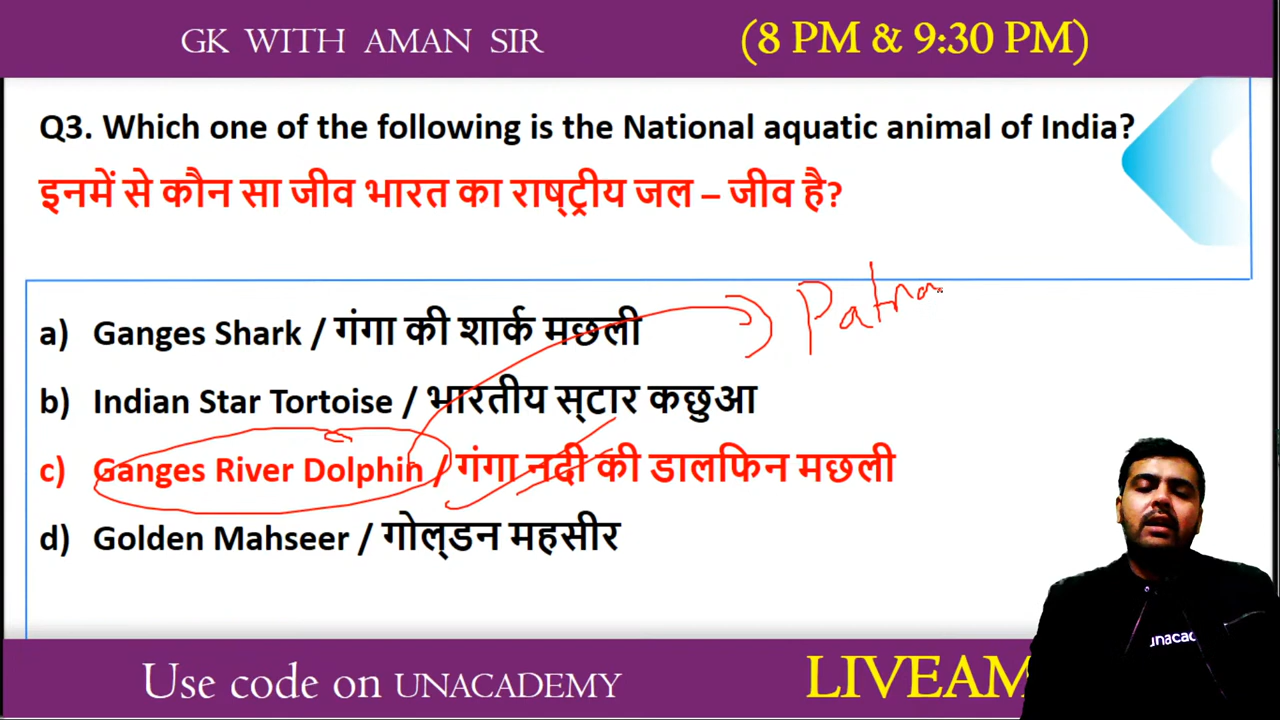 GK WITH AMAN SIR (8 PM & 9:30 PM)
Q3. Which one of the following is the National aquatic animal of India?
इनमें से कौन सा जीव भारत का राष्ट्रीय जल – जीव है?
Patna
a) Ganges Shark / गंगा की शार्क मछली
b) Indian Star Tortoise / भारतीय स्टार कछुआ
c) Ganges River Dolphin / गंगा नदी की डालफिन मछली
d) Golden Mahseer / गोल्डन महसीर
unacad
Use code on UNACADEMY LIVEAM